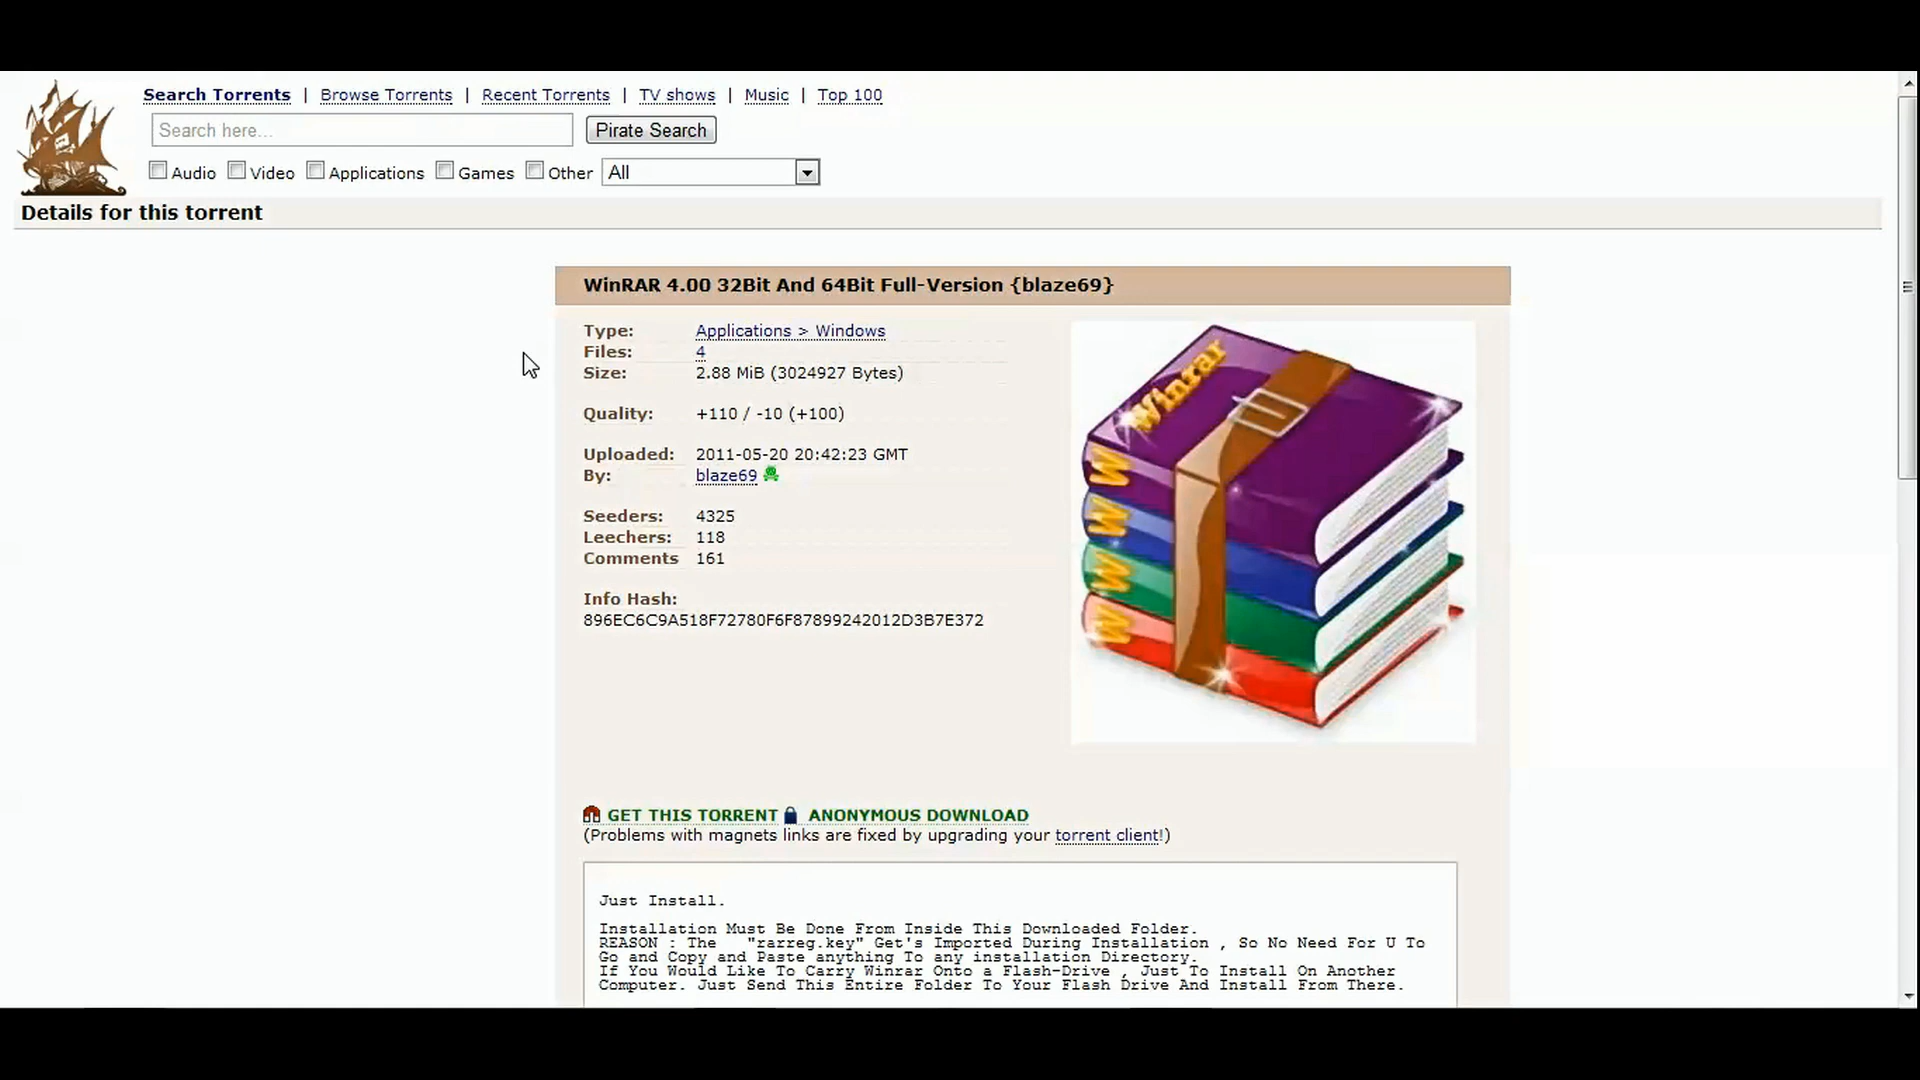 Search Torrents | Browse Torrents | Recent Torrents | TV shows | Music | Top 100
Search here... Pirate Search
Audio Video Applications Games Other All
Details for this torrent
WinRAR 4.00 32Bit And 64Bit Full-Version {blaze69}
Type: Applications > Windows
Files: 4
Size: 2.88 MiB (3024927 Bytes)
Quality: +110 / -10 (+100)
Uploaded: 2011-05-20 20:42:23 GMT
By: blaze69
Seeders: 4325
Leechers: 118
Comments 161
Info Hash:
896EC6C9A518F72780F6F87899242012D3B7E372
Winrar
W
W
W
W
GET THIS TORRENT ANONYMOUS DOWNLOAD
(Problems with magnets links are fixed by upgrading your torrent client!)
Just Install.
Installation Must Be Done From Inside This Downloaded Folder.
REASON : The "rarreg.key" Get's Imported During Installation , So No Need For U To
Go and Copy and Paste anything To any installation Directory.
If You Would Like To Carry Winrar Onto a Flash-Drive , Just To Install On Another
Computer. Just Send This Entire Folder To Your Flash Drive And Install From There.